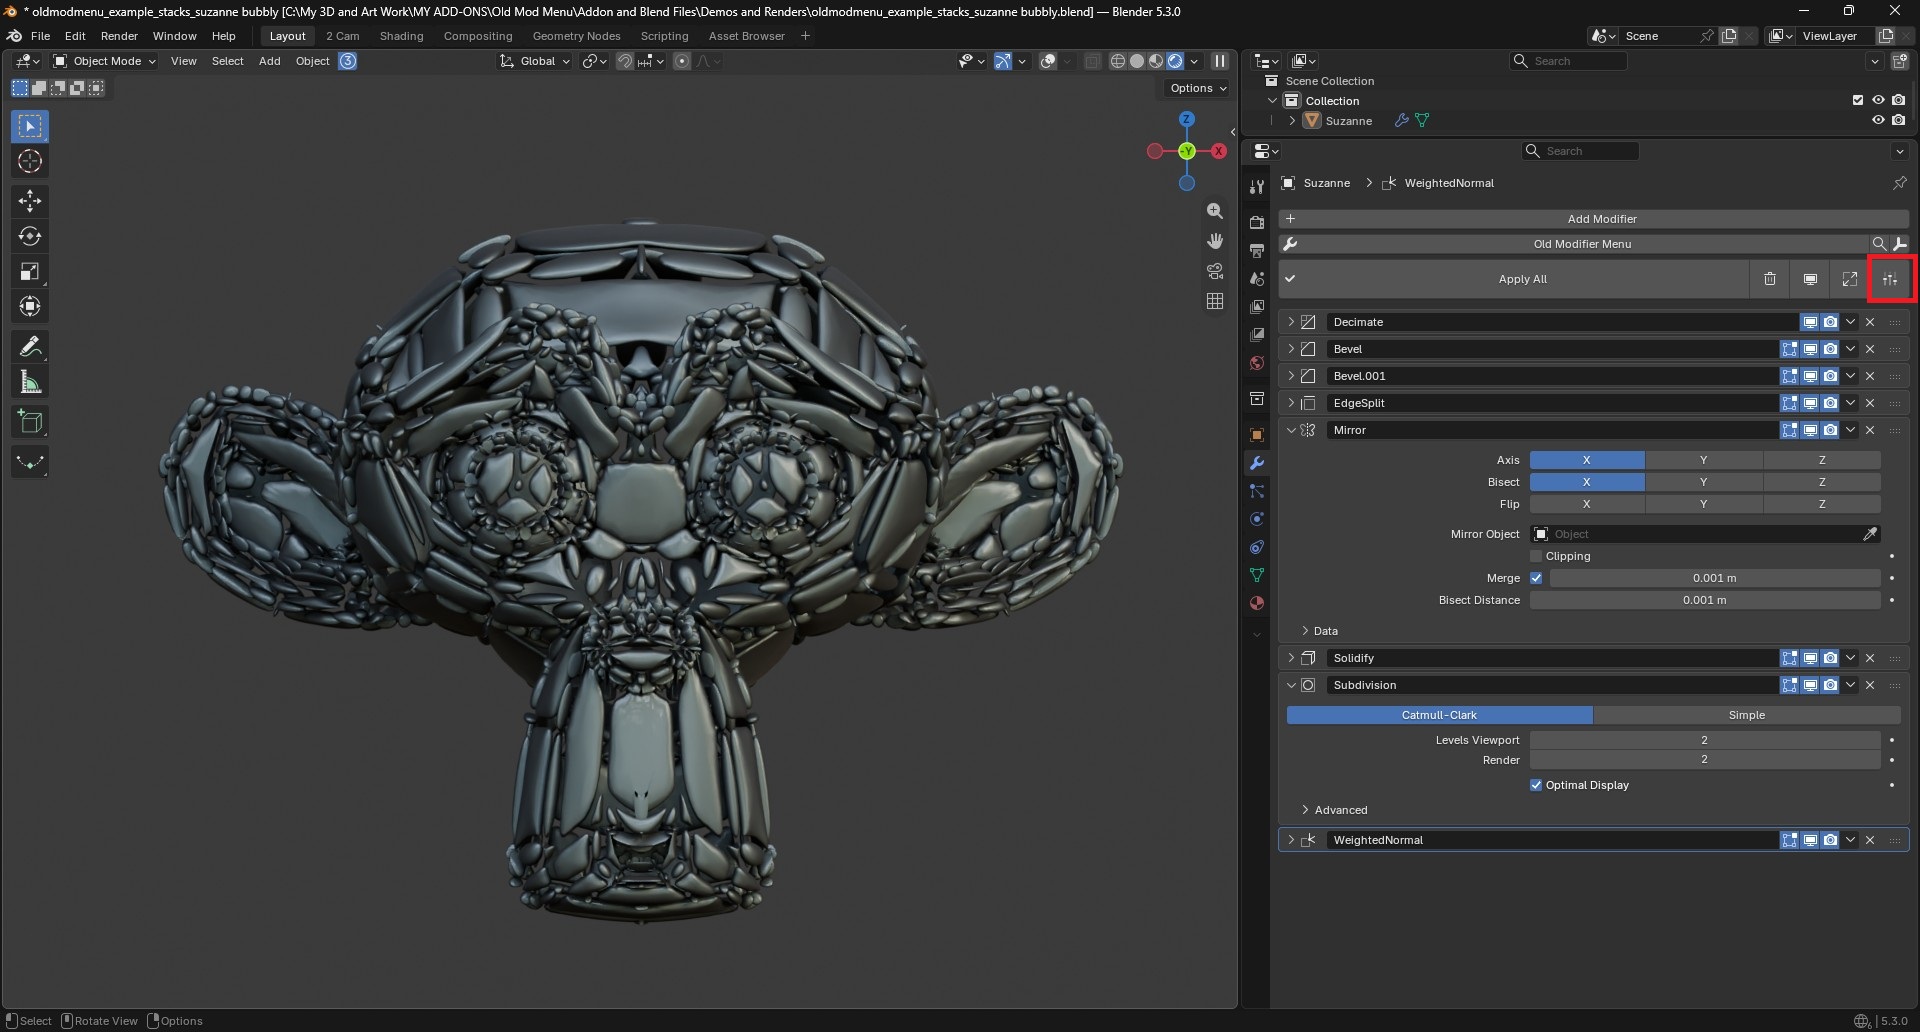 * oldmodmenu_example_stacks_suzanne bubbly [C:\My 3D and Art Work\MY ADD-ONS\Old Mod Menu\Addon and Blend Files\Demos and Renders\oldmodmenu_example_stacks_suzanne bubbly.blend] — Blender 5.3.0
File Edit Render Window Help Layout 2 Cam Shading Compositing Geometry Nodes Scripting Asset Browser + Scene ViewLayer
Object Mode View Select Add Object 3 Global Search
Scene Collection
Options
Collection
Suzanne
Z
-Y X
Search
Suzanne > WeightedNormal
Add Modifier
Old Modifier Menu
Apply All
Decimate
Bevel
Bevel.001
EdgeSplit
Mirror
Axis X Y Z
Bisect X Y Z
Flip X Y Z
Mirror Object Object
Clipping
Merge 0.001 m
Bisect Distance 0.001 m
Data
Solidify
Subdivision
Catmull-Clark Simple
Levels Viewport 2
Render 2
Optimal Display
Advanced
WeightedNormal
Select Rotate View Options 5.3.0